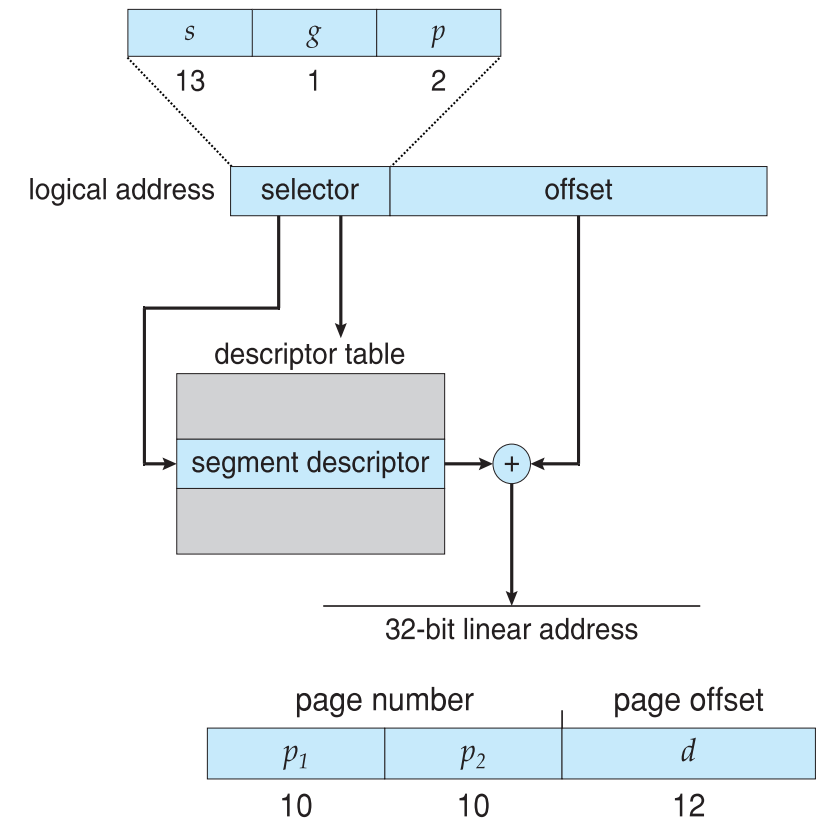 s g p
13 1 2
logical address selector offset
descriptor table
segment descriptor +
32-bit linear address
page number page offset
p₁ p₂ d
10 10 12